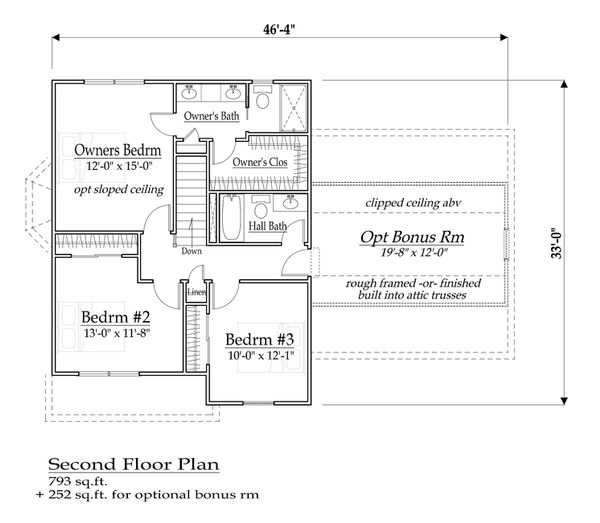 46'-4"
Owner's Bath
Owners Bedrm
12'-0" x 15'-0"
opt sloped ceiling
Owner's Clos
clipped ceiling abv
Hall Bath
Opt Bonus Rm
19'-8" x 12'-0"
33'-0"
Down
rough framed -or- finished
built into attic trusses
Linen
Bedrm #2
13'-0" x 11'-8"
Bedrm #3
10'-0" x 12'-1"
Second Floor Plan
793 sq.ft.
+ 252 sq.ft. for optional bonus rm